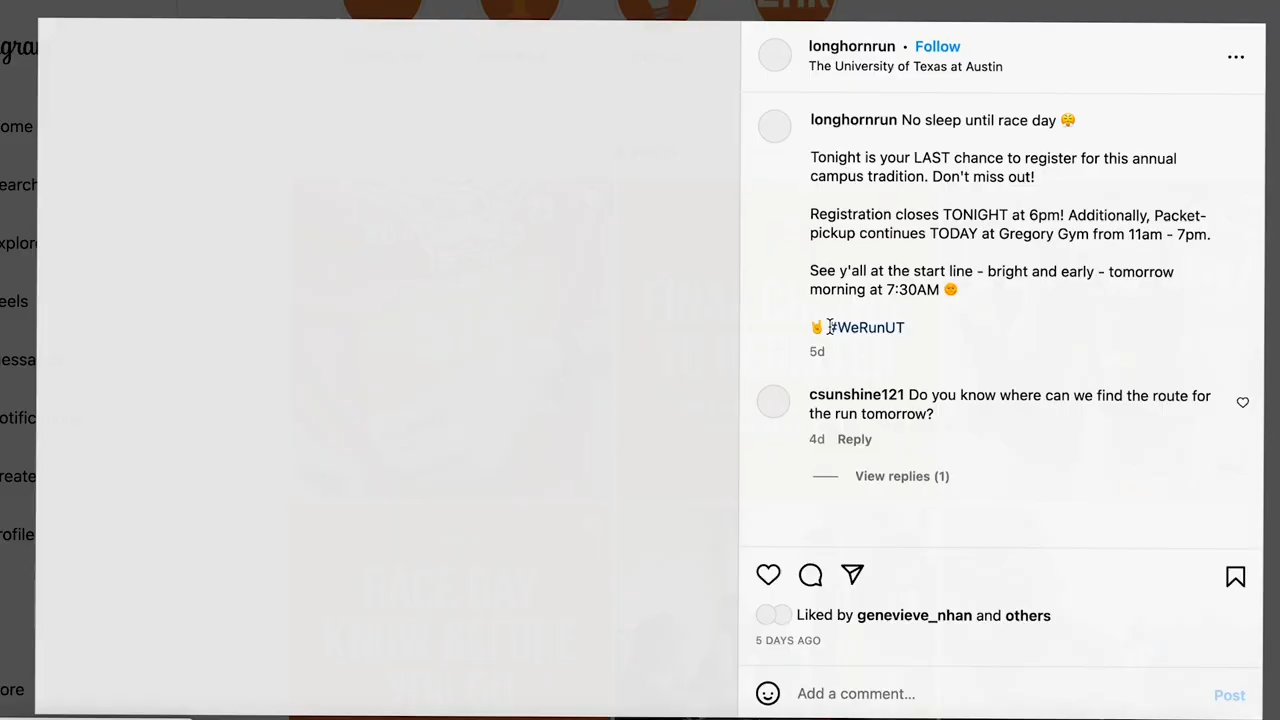 longhornrun • Follow
The University of Texas at Austin
longhornrun No sleep until race day 😤
Tonight is your LAST chance to register for this annual
campus tradition. Don't miss out!
Registration closes TONIGHT at 6pm! Additionally, Packet-
pickup continues TODAY at Gregory Gym from 11am - 7pm.
See y'all at the start line - bright and early - tomorrow
morning at 7:30AM 🌞
🤘 #WeRunUT
5d
csunshine121 Do you know where can we find the route for
the run tomorrow?
4d Reply
View replies (1)
Liked by genevieve_nhan and others
5 DAYS AGO
Add a comment...
Post
gra
ome
earch
xplor
eels
essa
otific
reate
rofile
ore
RACE DAY